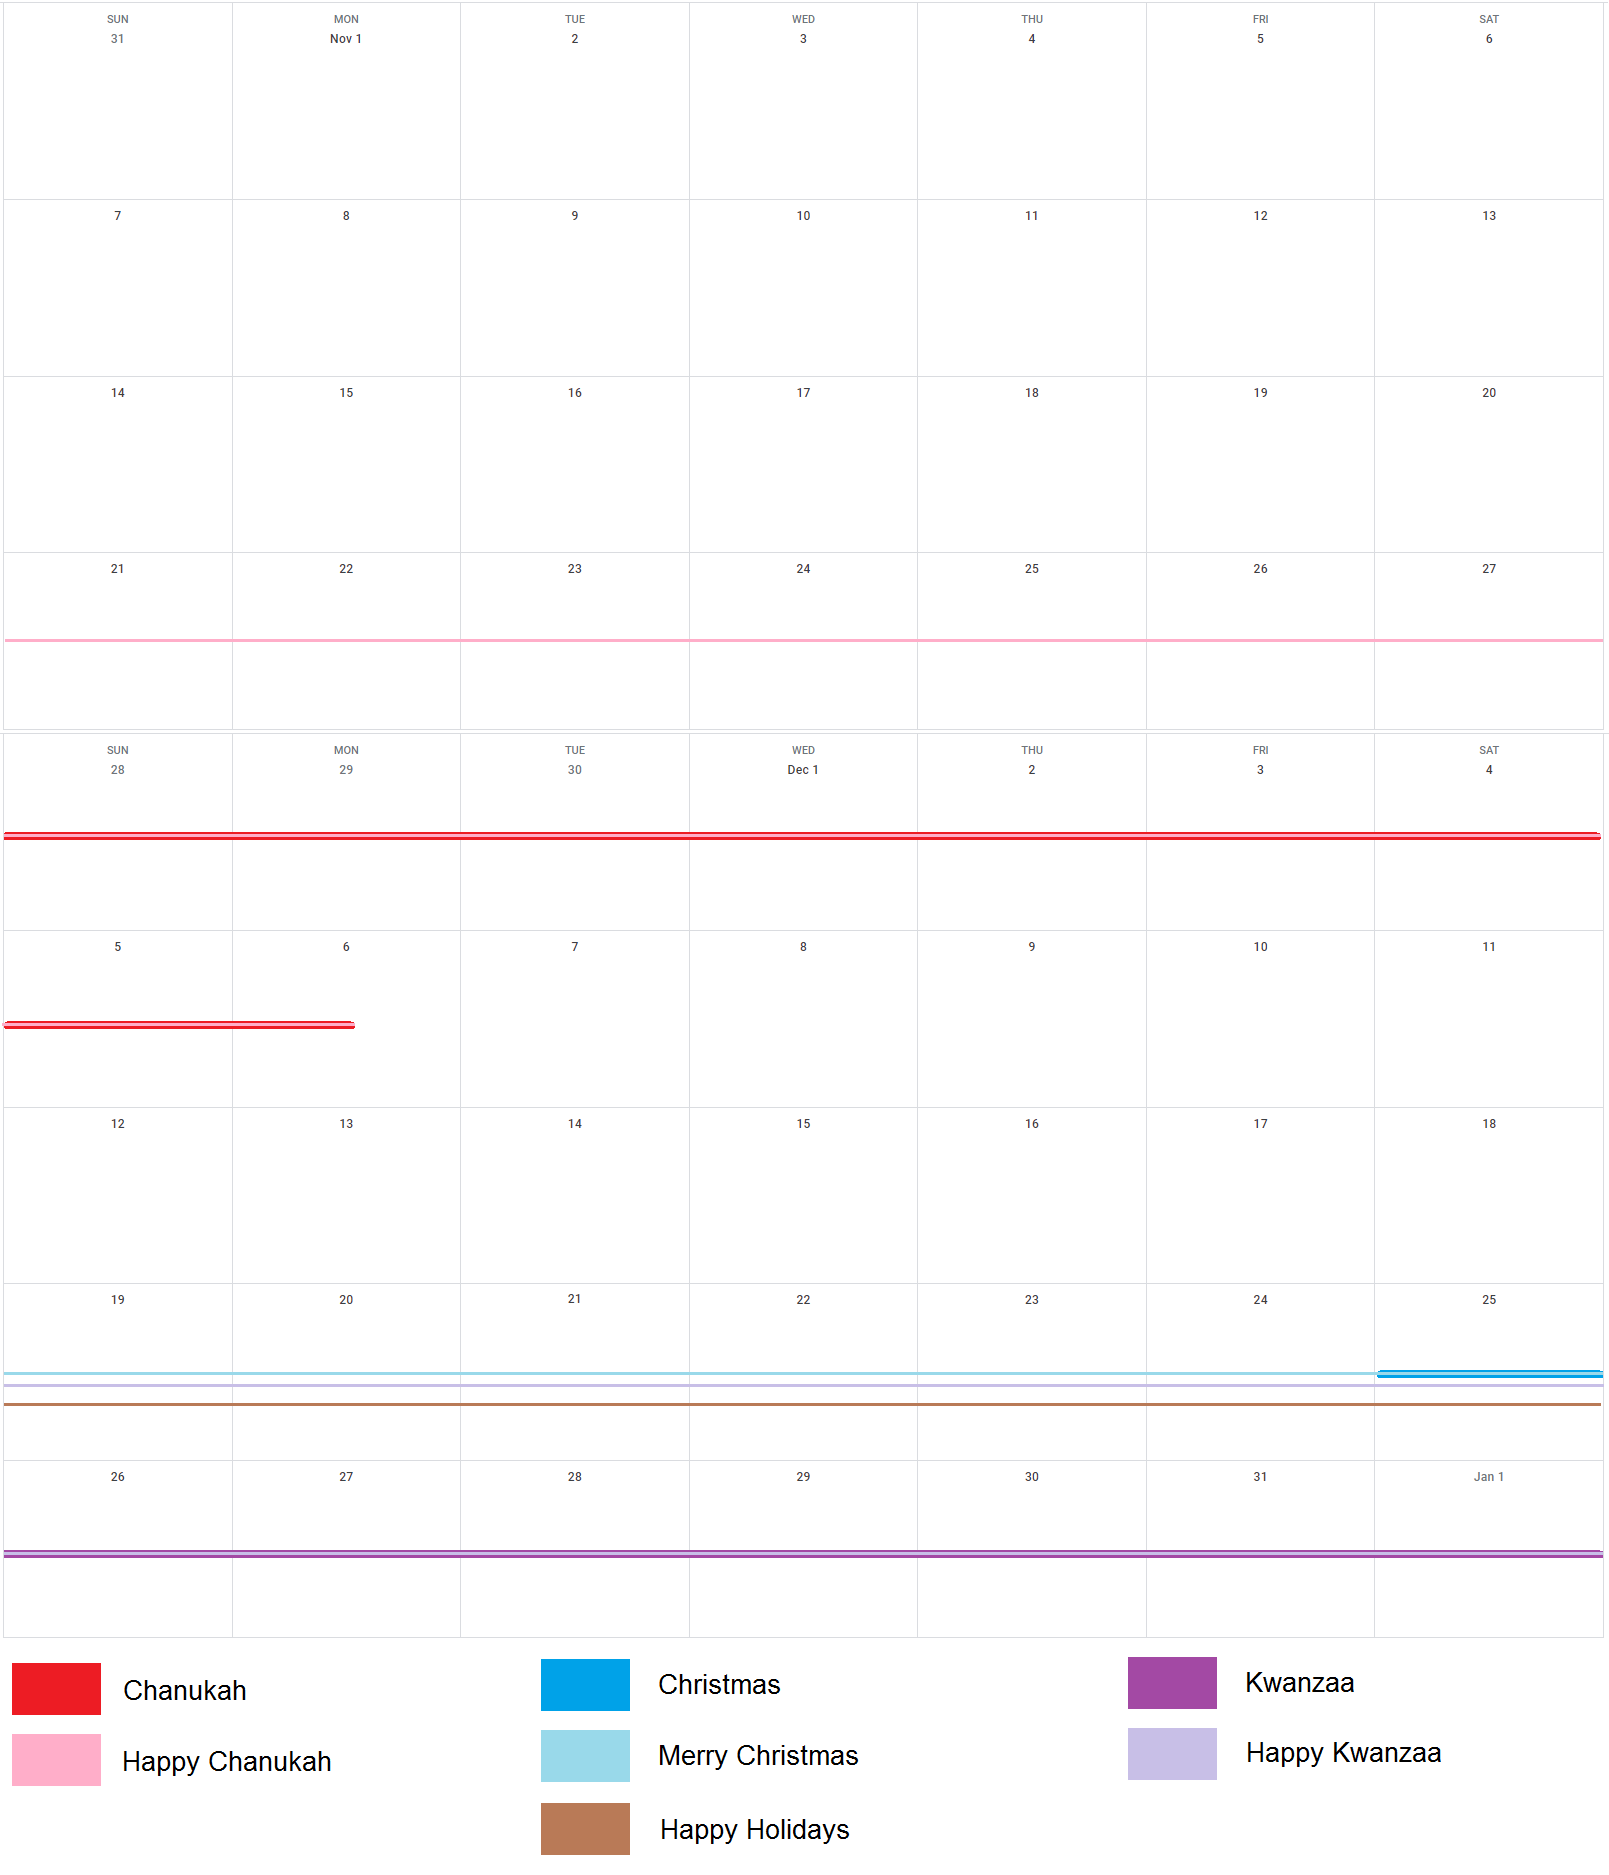 SUN MON TUE WED THU FRI SAT
31 Nov 1 2 3 4 5 6
7 8 9 10 11 12 13
14 15 16 17 18 19 20
21 22 23 24 25 26 27
SUN MON TUE WED THU FRI SAT
28 29 30 Dec 1 2 3 4
5 6 7 8 9 10 11
12 13 14 15 16 17 18
19 20 21 22 23 24 25
26 27 28 29 30 31 Jan 1
Chanukah Christmas Kwanzaa
Happy Chanukah Merry Christmas Happy Kwanzaa
Happy Holidays